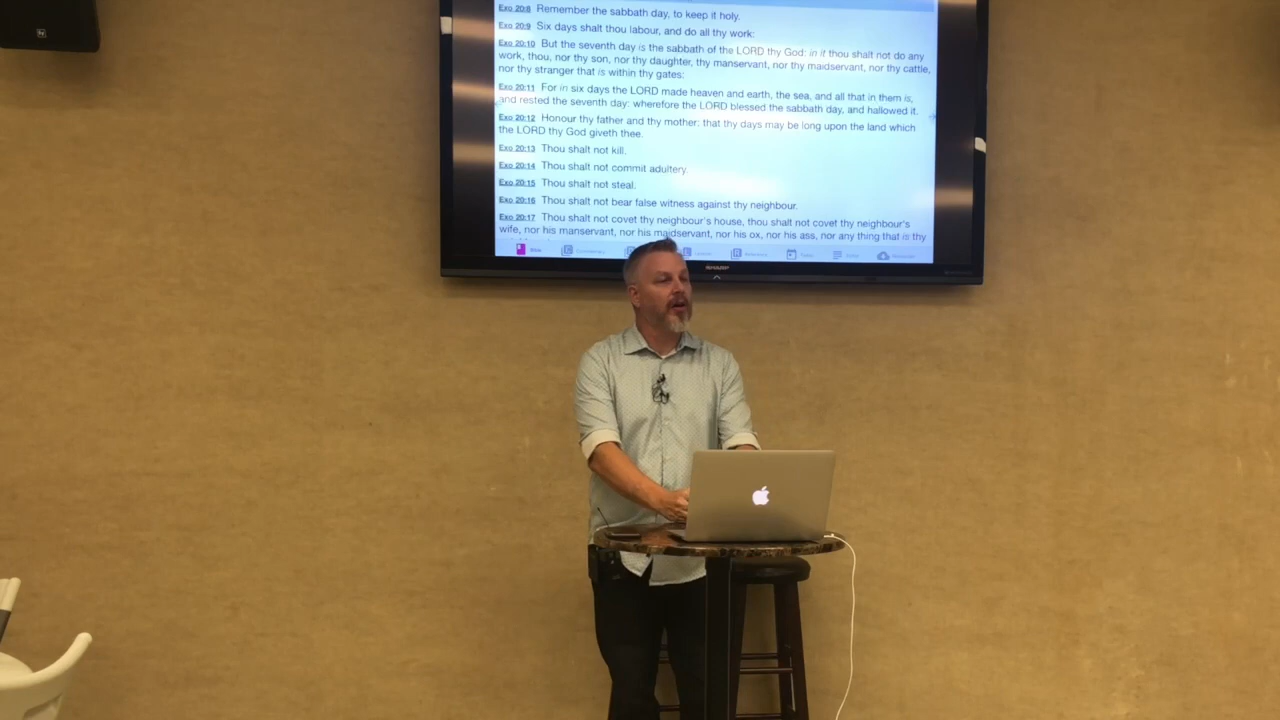 Exo 20:8 Remember the sabbath day, to keep it holy.
Exo 20:9 Six days shalt thou labour, and do all thy work:
Exo 20:10 But the seventh day is the sabbath of the LORD thy God: in it thou shalt not do any
work, thou, nor thy son, nor thy daughter, thy manservant, nor thy maidservant, nor thy cattle,
nor thy stranger that is within thy gates:
Exo 20:11 For in six days the LORD made heaven and earth, the sea, and all that in them is,
and rested the seventh day: wherefore the LORD blessed the sabbath day, and hallowed it.
Exo 20:12 Honour thy father and thy mother: that thy days may be long upon the land which
the LORD thy God giveth thee.
Exo 20:13 Thou shalt not kill.
Exo 20:14 Thou shalt not commit adultery.
Exo 20:15 Thou shalt not steal.
Exo 20:16 Thou shalt not bear false witness against thy neighbour.
Exo 20:17 Thou shalt not covet thy neighbour's house, thou shalt not covet thy neighbour's
wife, nor his manservant, nor his maidservant, nor his ox, nor his ass, nor any thing that is thy
Bible Commentary
SHARP